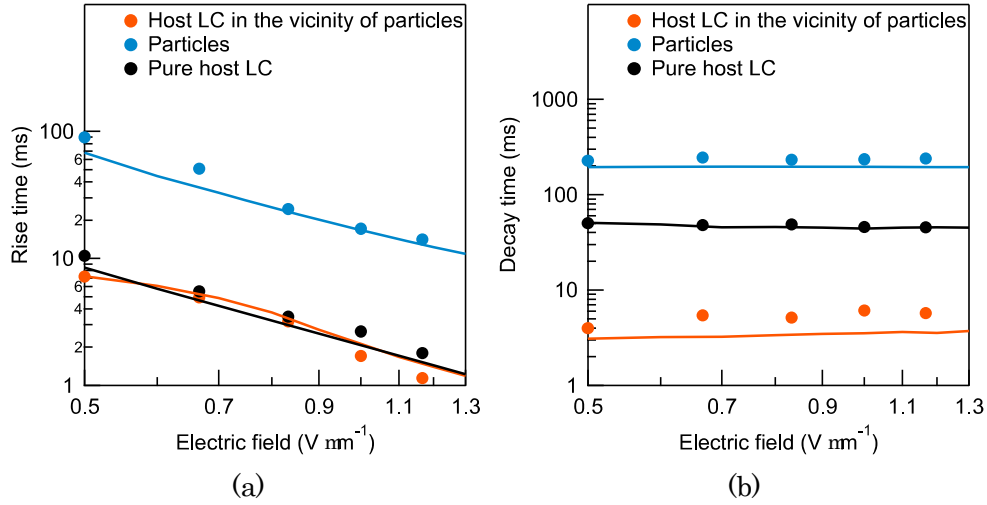 Host LC in the vicinity of particles
Particles
Pure host LC
Rise time (ms)
100
6
4
2
10
6
4
2
1
0.5
0.7
0.9
1.1
1.3
Electric field (V mm⁻¹)
(a)
Host LC in the vicinity of particles
Particles
Pure host LC
Decay time (ms)
1000
100
10
1
0.5
0.7
0.9
1.1
1.3
Electric field (V mm⁻¹)
(b)